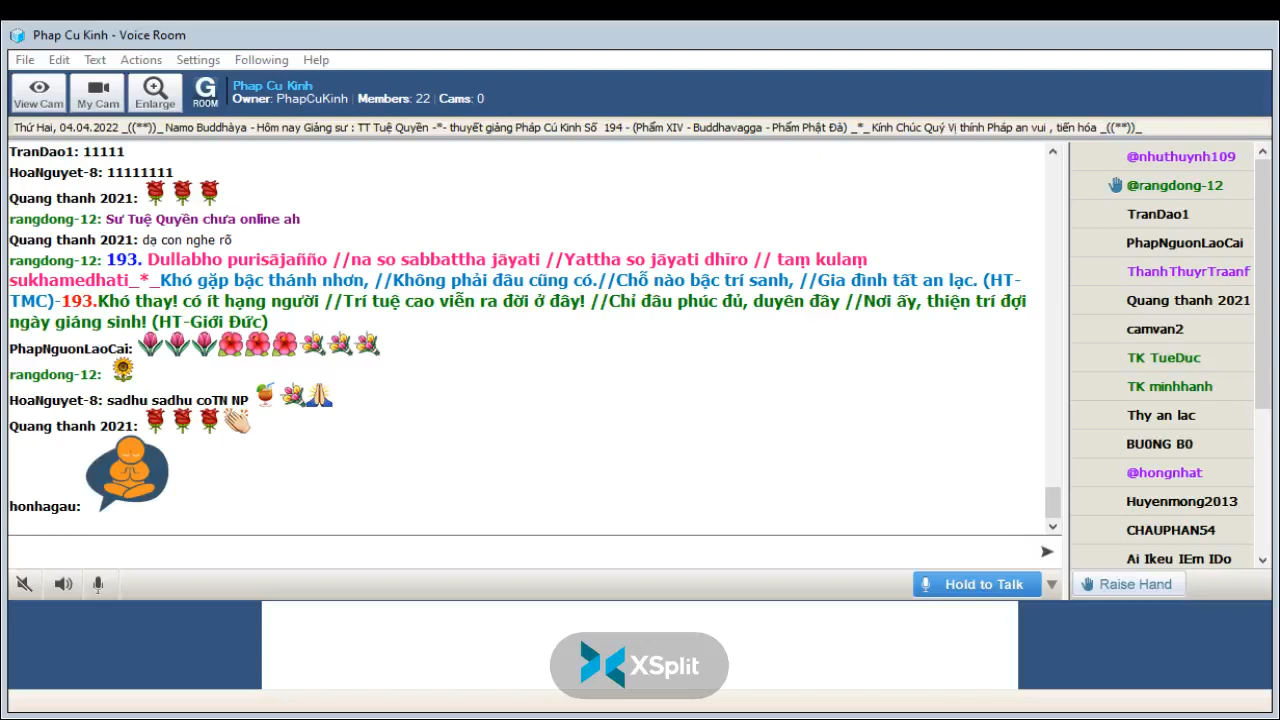 Phap Cu Kinh - Voice Room
File Edit Text Actions Settings Following Help
View Cam My Cam Enlarge G ROOM
Phap Cu Kinh
Owner: PhapCuKinh | Members: 22 | Cams: 0
Thứ Hai, 04.04.2022 _((**))_ Namo Buddhàya - Hôm nay Giảng sư : TT Tuệ Quyền -*- thuyết giảng Pháp Cú Kinh Số 194 - (Phẩm XIV - Buddhavagga - Phẩm Phật Đà) _*_ Kính Chúc Quý Vị thính Pháp an vui , tiến hóa _((**))_
TranDao1: 11111
HoaNguyet-8: 11111111
Quang thanh 2021:
rangdong-12: Sư Tuệ Quyền chưa online ah
Quang thanh 2021: dạ con nghe rõ
rangdong-12: 193. Dullabho purisājañño //na so sabbattha jāyati //Yattha so jāyati dhīro // taṃ kulaṃ
sukhamedhati_*_Khó gặp bậc thánh nhơn, //Không phải đâu cũng có.//Chỗ nào bậc trí sanh, //Gia đình tất an lạc. (HT-
TMC)-193.Khó thay! có ít hạng người //Trí tuệ cao viễn ra đời ở đây! //Chỉ đâu phúc đủ, duyên đầy //Nơi ấy, thiện trí đợi
ngày giáng sinh! (HT-Giới Đức)
PhapNguonLaoCai:
rangdong-12:
HoaNguyet-8: sadhu sadhu coTN NP
Quang thanh 2021:
honhagau:
@nhuthuynh109
@rangdong-12
TranDao1
PhapNguonLaoCai
ThanhThuyrTraanf
Quang thanh 2021
camvan2
TK TueDuc
TK minhhanh
Thy an lac
BU0NG B0
@hongnhat
Huyenmong2013
CHAUPHAN54
Ai Ikeu IEm IDo
Hold to Talk
Raise Hand
XSplit